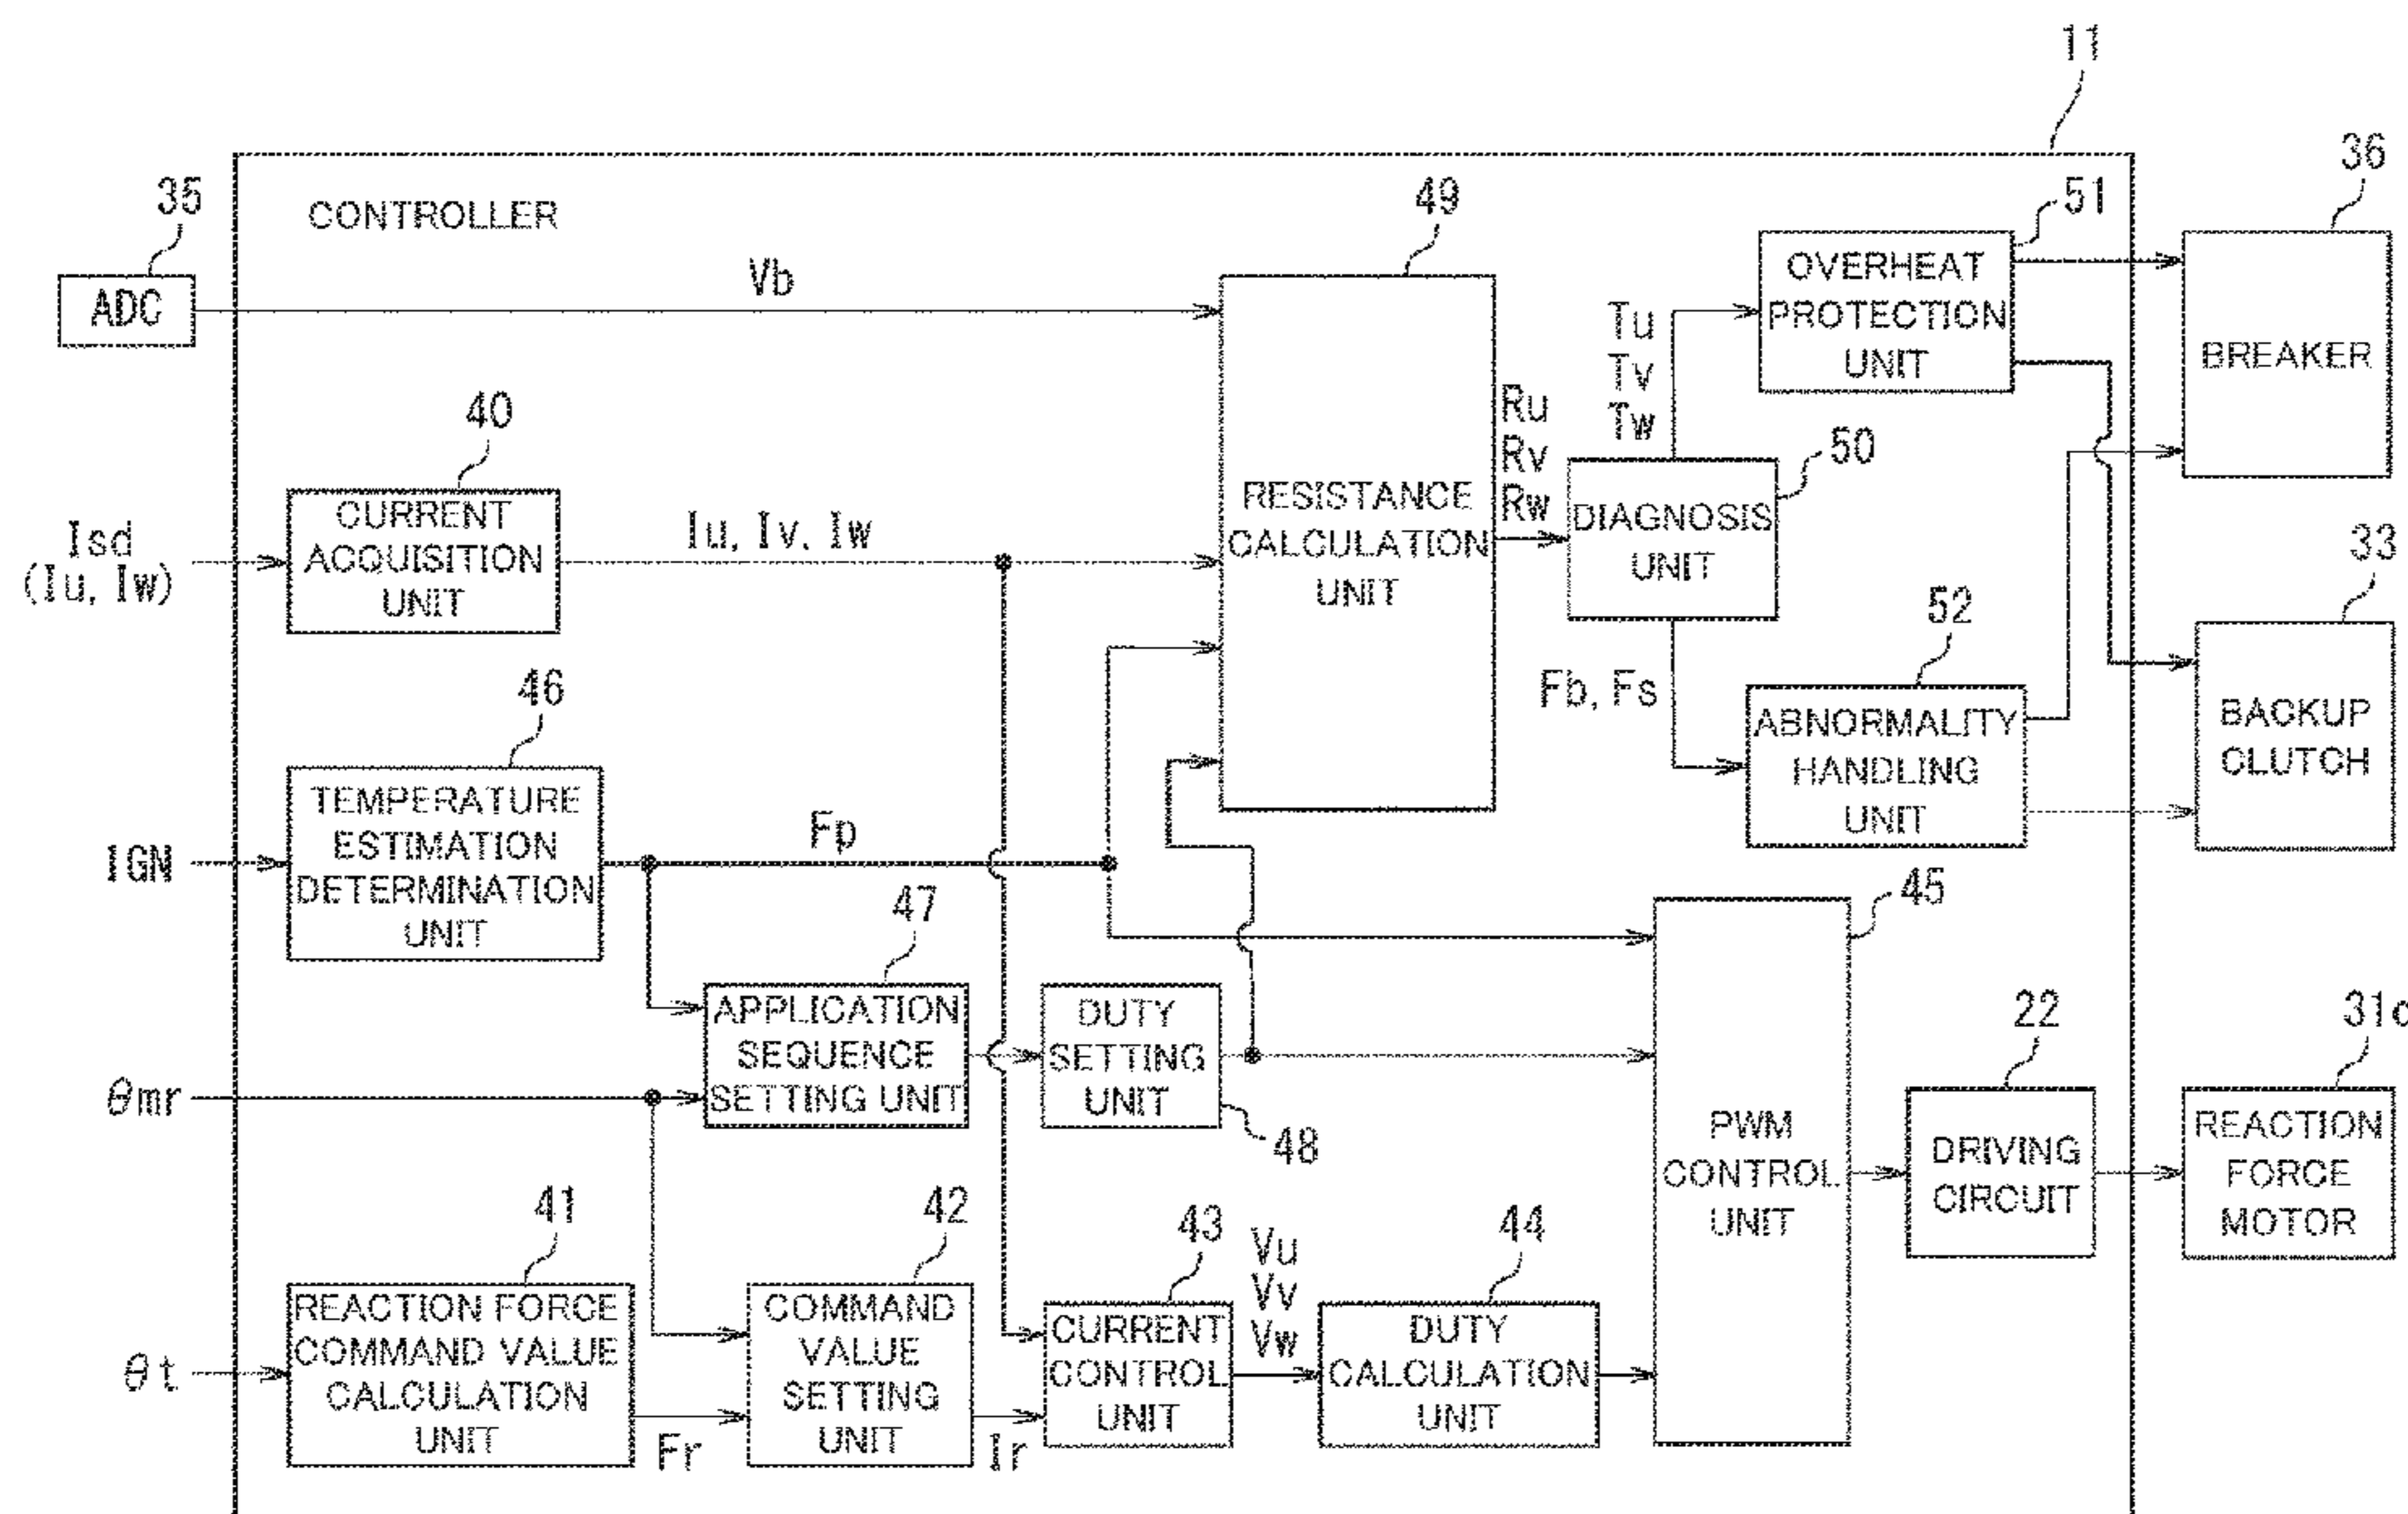 11
CONTROLLER
35
ADC
Vb
49
RESISTANCE
CALCULATION
UNIT
51
OVERHEAT
PROTECTION
UNIT
36
BREAKER
40
CURRENT
ACQUISITION
UNIT
Isd
(Iu, Iw)
Iu, Iv, Iw
Ru
Rv
Rw
Tu
Tv
Tw
50
DIAGNOSIS
UNIT
33
BACKUP
CLUTCH
Fb, Fs
52
ABNORMALITY
HANDLING
UNIT
46
TEMPERATURE
ESTIMATION
DETERMINATION
UNIT
IGN
Fp
47
APPLICATION
SEQUENCE
SETTING UNIT
DUTY
SETTING
UNIT
48
θmr
45
PWM
CONTROL
UNIT
22
DRIVING
CIRCUIT
REACTION
FORCE
MOTOR
41
REACTION FORCE
COMMAND VALUE
CALCULATION
UNIT
θt
Fr
42
COMMAND
VALUE
SETTING
UNIT
Ir
43
CURRENT
CONTROL
UNIT
Vu
Vv
Vw
44
DUTY
CALCULATION
UNIT